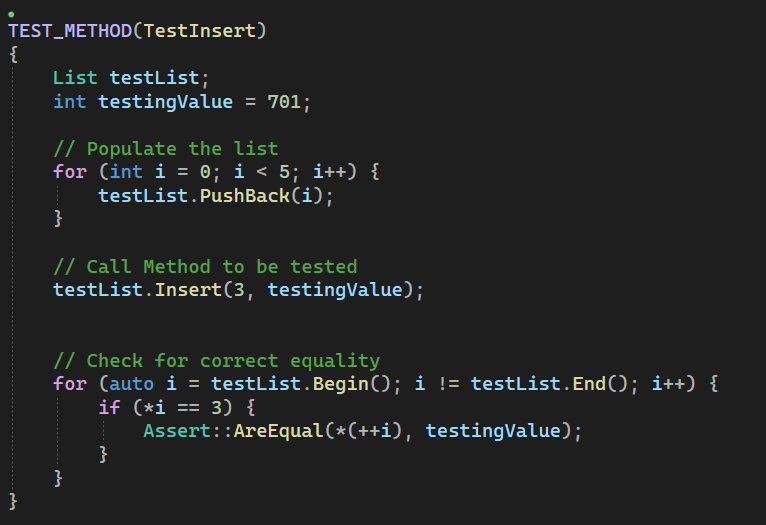 TEST_METHOD(TestInsert)
{
    List testList;
    int testingValue = 701;

    // Populate the list
    for (int i = 0; i < 5; i++) {
        testList.PushBack(i);
    }

    // Call Method to be tested
    testList.Insert(3, testingValue);


    // Check for correct equality
    for (auto i = testList.Begin(); i != testList.End(); i++) {
        if (*i == 3) {
            Assert::AreEqual(*(++i), testingValue);
        }
    }
}